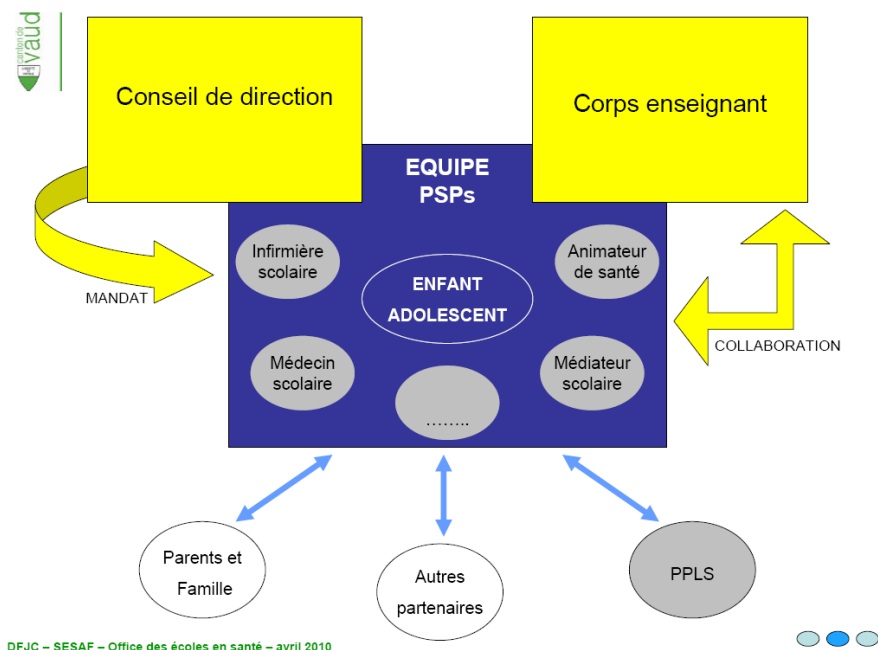 canton de
vaud
Conseil de direction
Corps enseignant
EQUIPE
PSPs
Infirmière
scolaire
Animateur
de santé
ENFANT
ADOLESCENT
MANDAT
COLLABORATION
Médecin
scolaire
Médiateur
scolaire
……..
Parents et
Famille
Autres
partenaires
PPLS
DFJC – SESAF – Office des écoles en santé – avril 2010